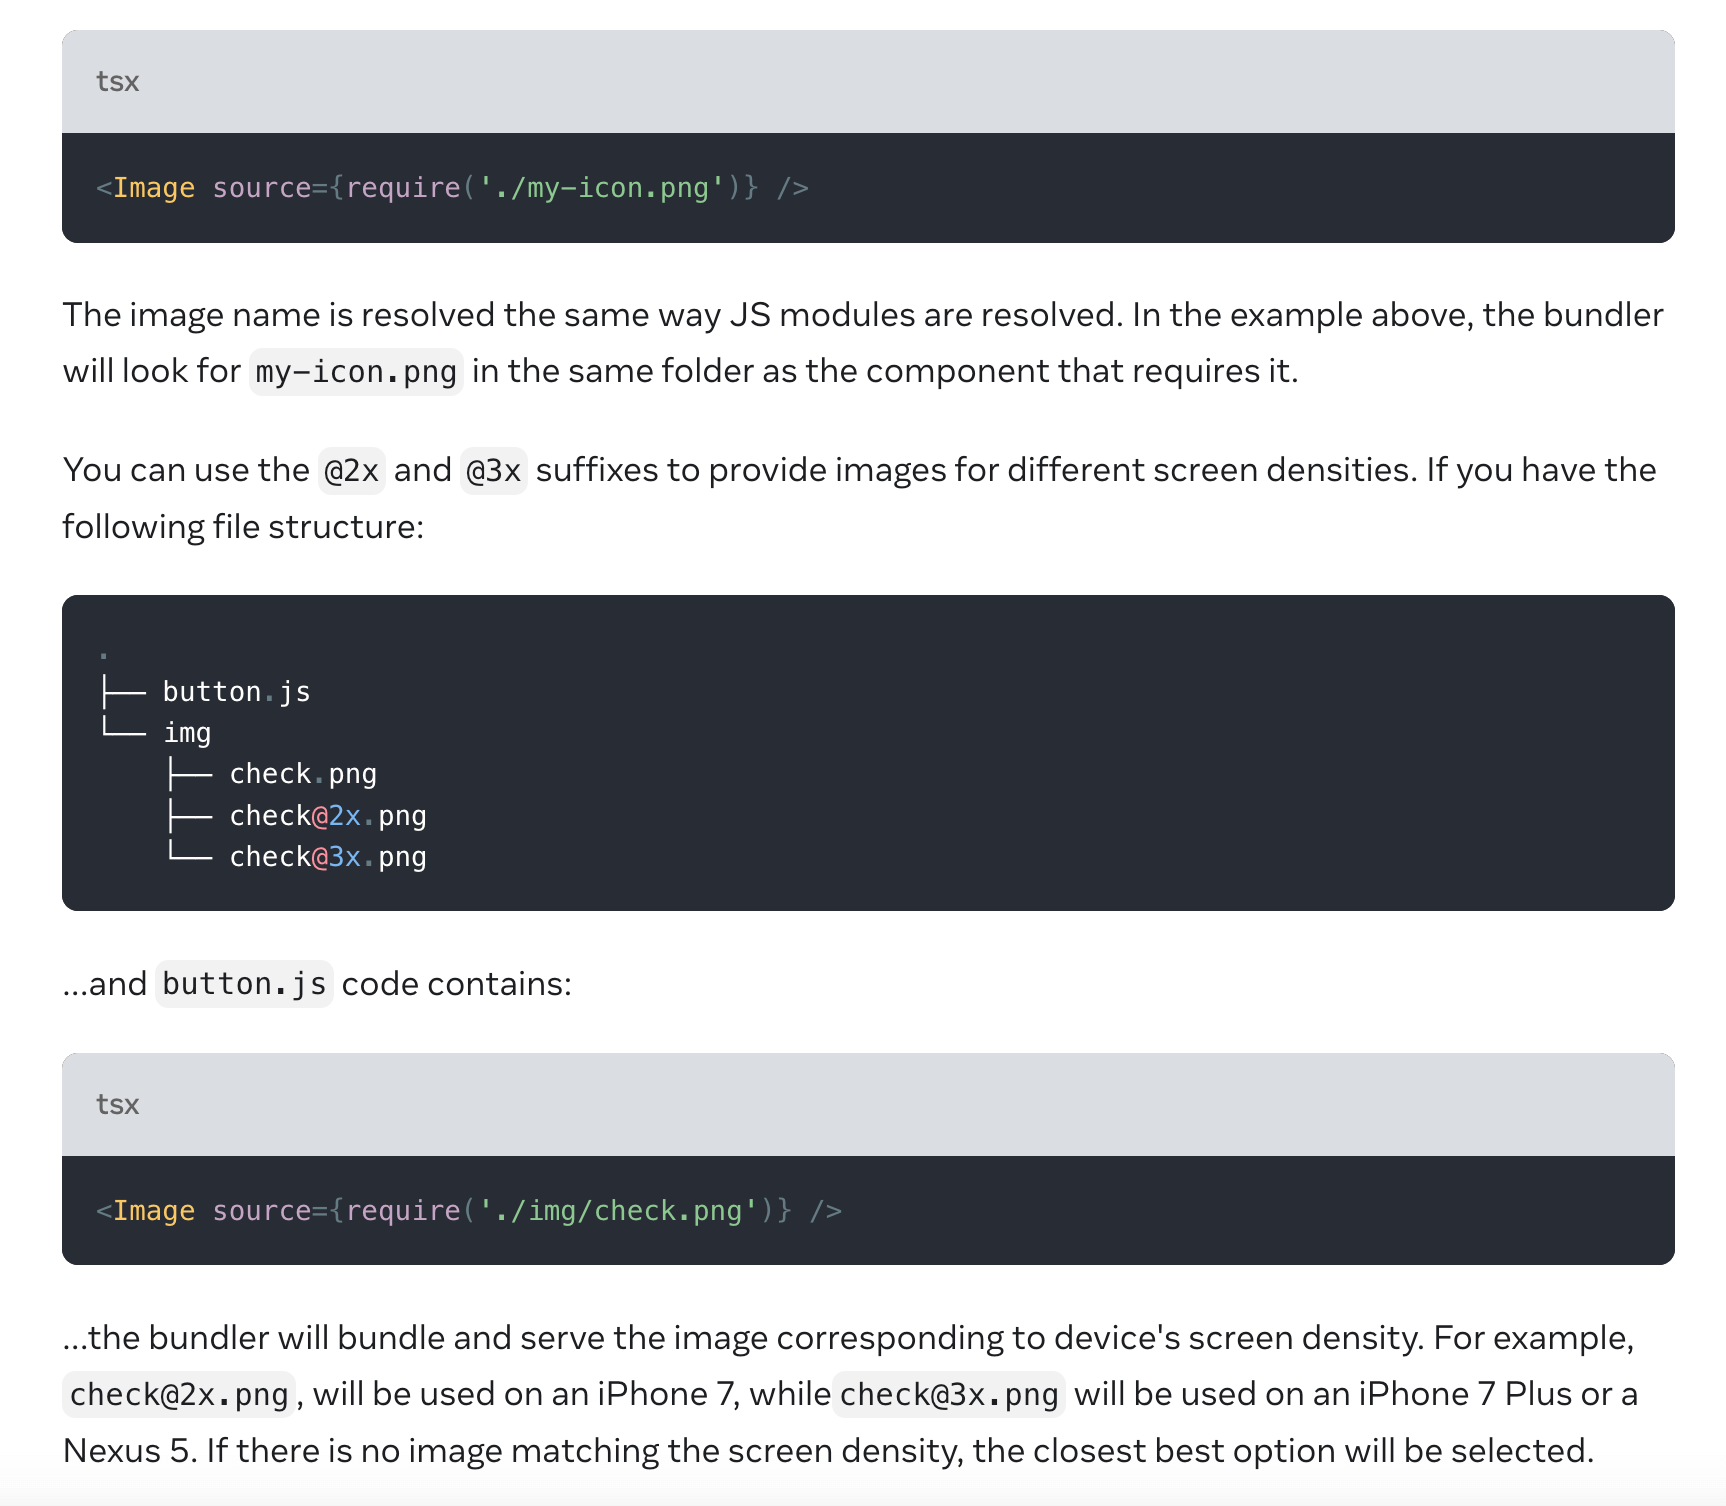 tsx
<Image source={require('./my-icon.png')} />
The image name is resolved the same way JS modules are resolved. In the example above, the bundler
will look for my-icon.png in the same folder as the component that requires it.
You can use the @2x and @3x suffixes to provide images for different screen densities. If you have the
following file structure:
.
├── button.js
└── img
    ├── check.png
    ├── check@2x.png
    └── check@3x.png
...and button.js code contains:
tsx
<Image source={require('./img/check.png')} />
...the bundler will bundle and serve the image corresponding to device's screen density. For example,
check@2x.png, will be used on an iPhone 7, while check@3x.png will be used on an iPhone 7 Plus or a
Nexus 5. If there is no image matching the screen density, the closest best option will be selected.